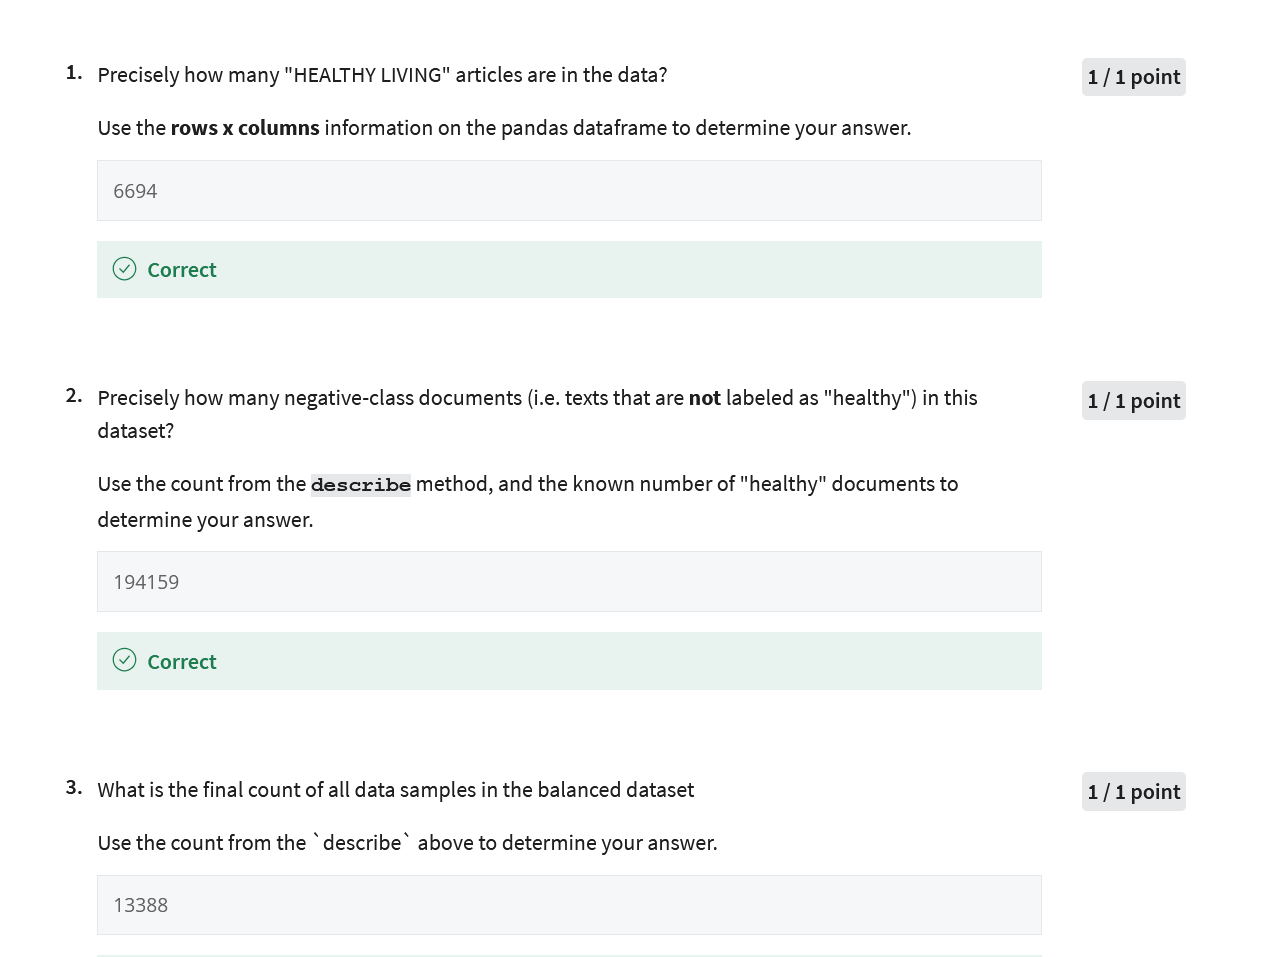 1. Precisely how many "HEALTHY LIVING" articles are in the data?
1 / 1 point
Use the rows x columns information on the pandas dataframe to determine your answer.
6694
Correct
2. Precisely how many negative-class documents (i.e. texts that are not labeled as "healthy") in this
dataset?
1 / 1 point
Use the count from the describe method, and the known number of "healthy" documents to
determine your answer.
194159
Correct
3. What is the final count of all data samples in the balanced dataset
1 / 1 point
Use the count from the `describe` above to determine your answer.
13388